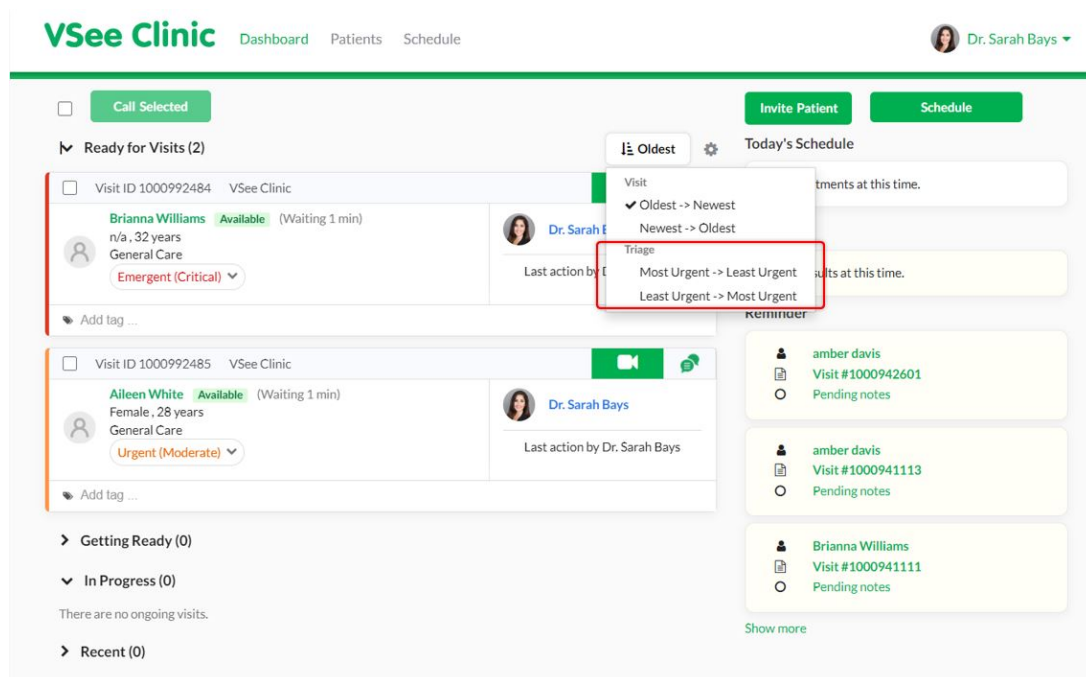 VSee Clinic Dashboard Patients Schedule Dr. Sarah Bays
Call Selected
Ready for Visits (2) Oldest
Visit ID 1000992484 VSee Clinic
Brianna Williams Available (Waiting 1 min)
n/a , 32 years
General Care
Emergent (Critical)
Dr. Sarah
Last action by
Add tag ...
Visit
Oldest -> Newest
Newest -> Oldest
Triage
Most Urgent -> Least Urgent
Least Urgent -> Most Urgent
Visit ID 1000992485 VSee Clinic
Aileen White Available (Waiting 1 min)
Female , 28 years
General Care
Urgent (Moderate)
Dr. Sarah Bays
Last action by Dr. Sarah Bays
Add tag ...
Getting Ready (0)
In Progress (0)
There are no ongoing visits.
Recent (0)
Invite Patient Schedule
Today's Schedule
at this time.
at this time.
Reminder
amber davis
Visit #1000942601
Pending notes
amber davis
Visit #1000941113
Pending notes
Brianna Williams
Visit #1000941111
Pending notes
Show more